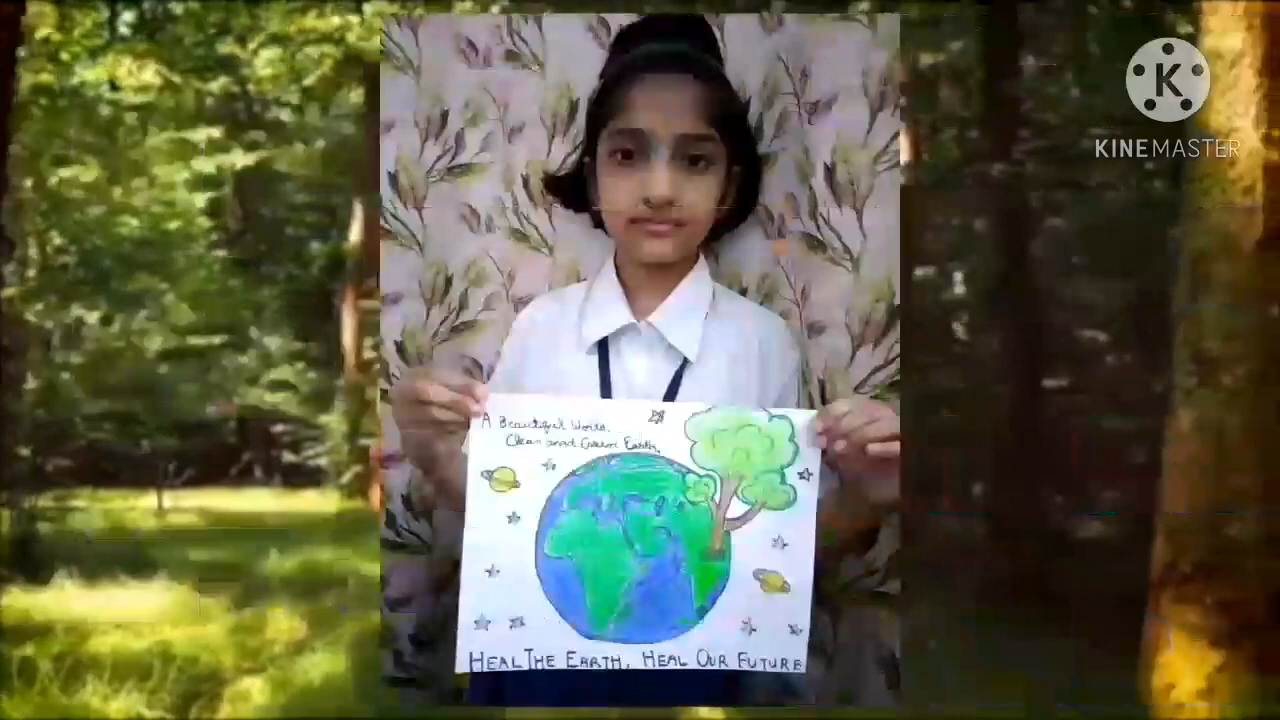 K
KINEMASTER
A Beautiful World,
Clean and Green Earth.
HEAL THE EARTH, HEAL OUR FUTURE